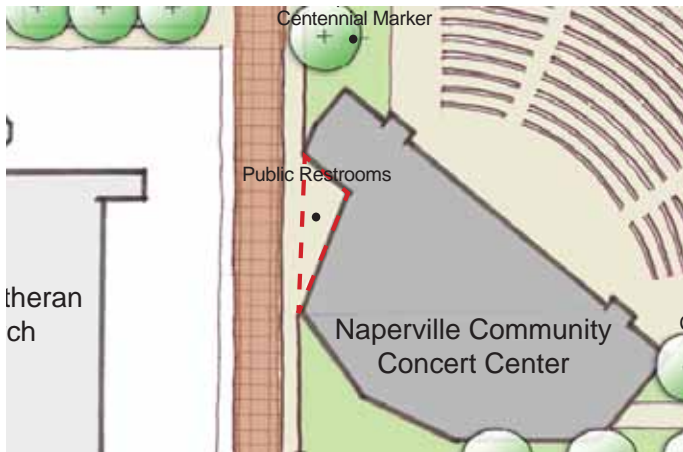 Centennial Marker
Public Restrooms
theran
ch
Naperville Community
Concert Center